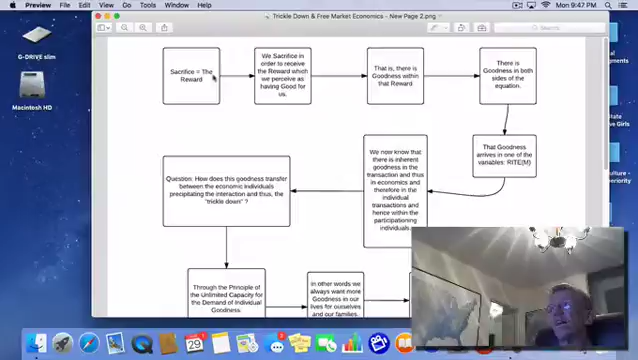 Preview File Edit View Go Tools Window Help
Mon 9:47 PM
Trickle Down & Free Market Economics - New Page 2.png
Search
G-DRIVE slim
Macintosh HD
Sacrifice = The
Reward
We Sacrifice in
order to receive
the Reward which
we perceive as
having Good for
us.
That is, there is
Goodness within
that Reward
There is
Goodness in both
sides of the
equation.
That Goodness
arrives in one of the
variables: RITE(M)
We now know that
there is inherent
goodness in the
transaction and thus
in economics and
therefore in the
individual
transactions and
hence within the
participating
individuals.
Question: How does this goodness transfer
between the economic individuals
precipitating the interaction and thus, the
"trickle down" ?
Through the Principle of
the Unlimited Capacity for
the Demand of Individual
Goodness.
in other words we
always want more
Goodness in our
lives for ourselves
and our families.